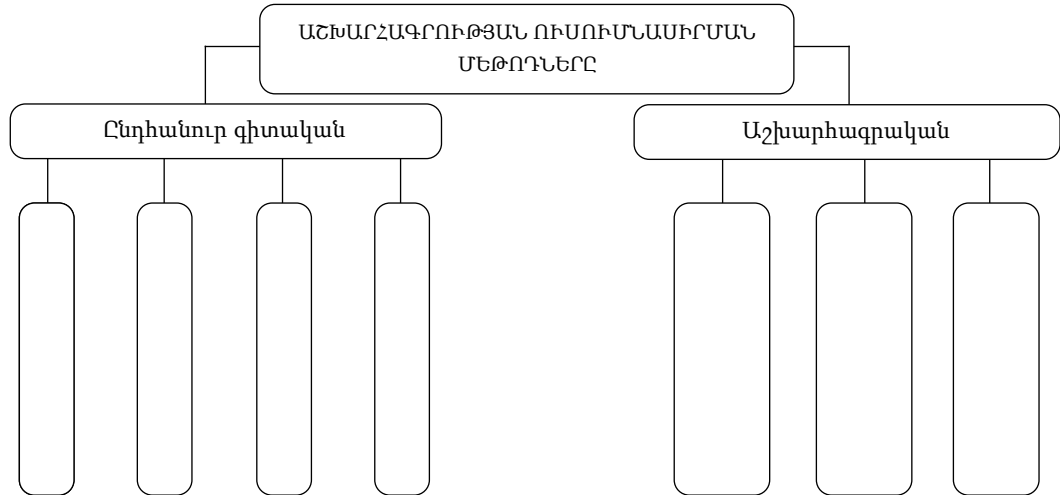 ԱՇԽԱՐՀԱԳՐՈՒԹՅԱՆ ՈՒՍՈՒՄՆԱՍԻՐՄԱՆ
ՄԵԹՈԴՆԵՐԸ
Ընդհանուր գիտական
Աշխարհագրական